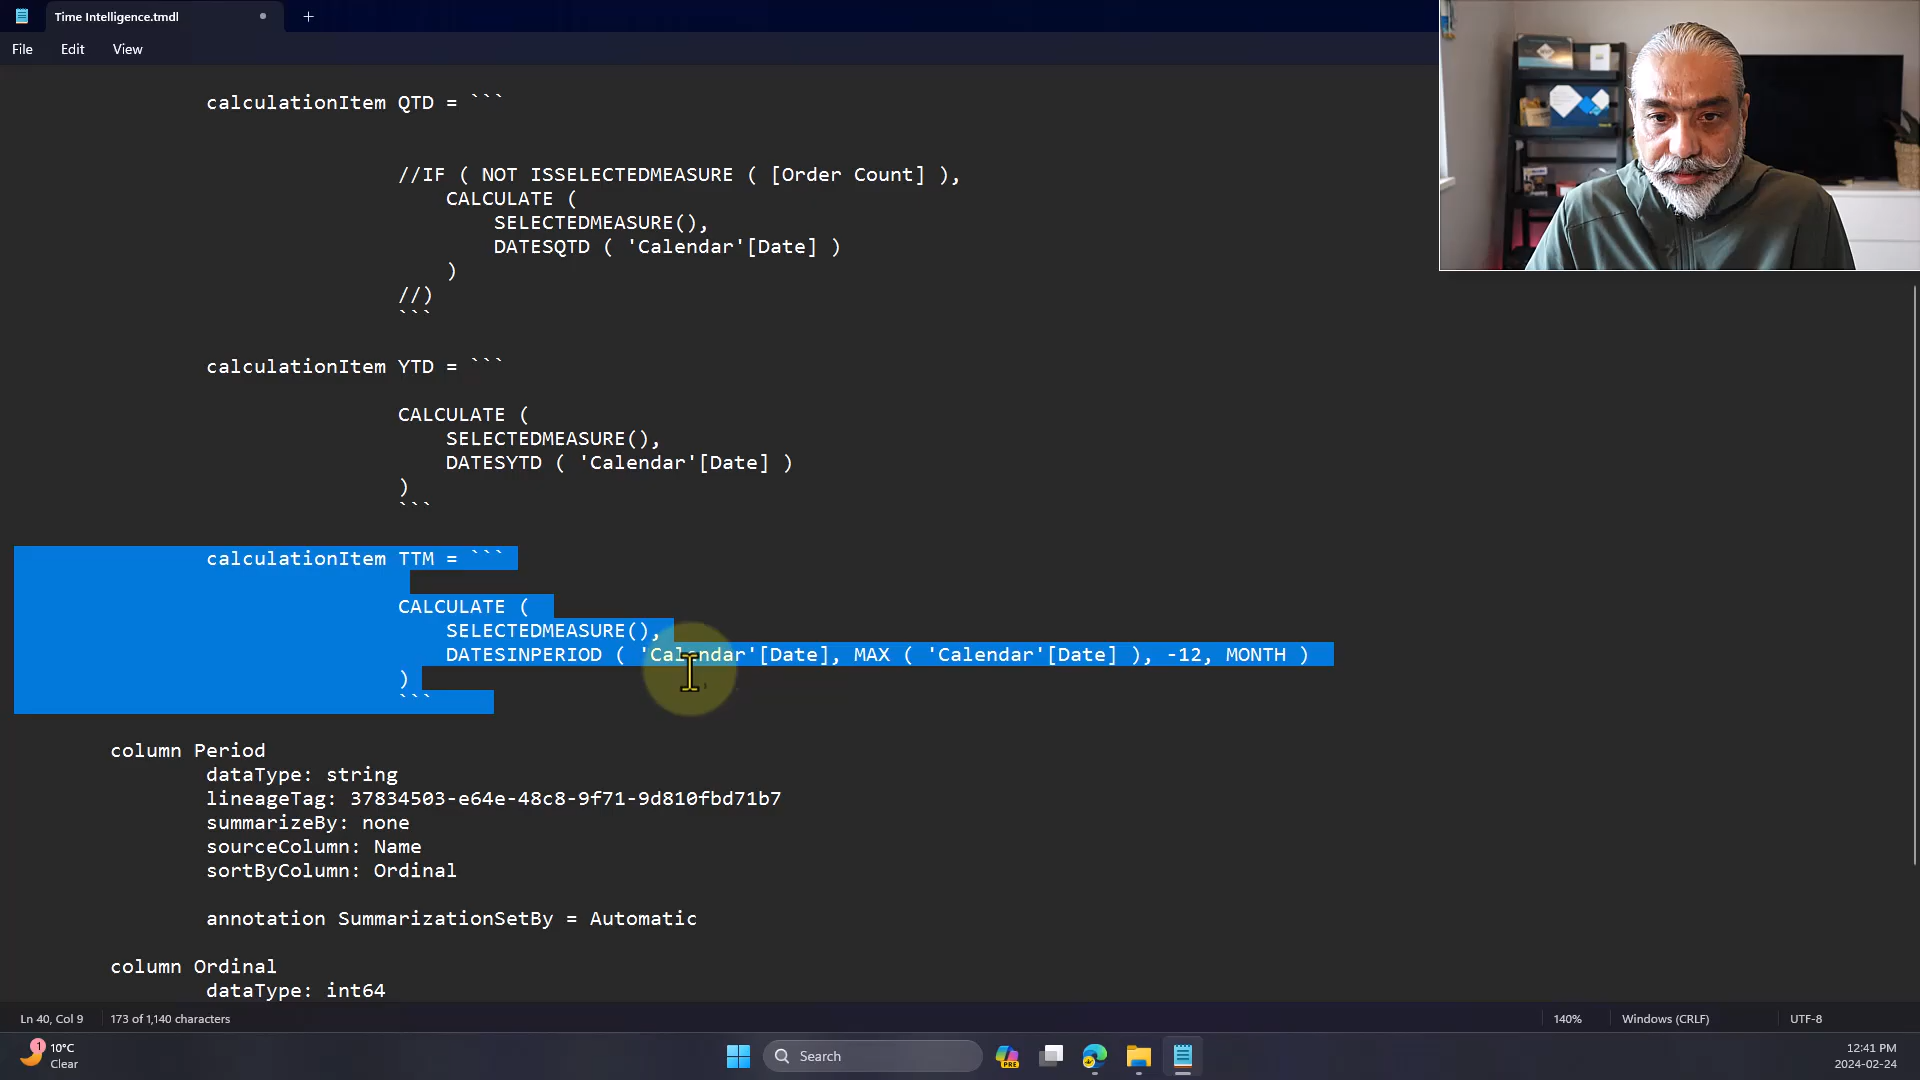 Time Intelligence.tmdl
File Edit View
calculationItem QTD = ```
//IF ( NOT ISSELECTEDMEASURE ( [Order Count] ),
CALCULATE (
SELECTEDMEASURE(),
DATESQTD ( 'Calendar'[Date] )
)
//)
```
calculationItem YTD = ```
CALCULATE (
SELECTEDMEASURE(),
DATESYTD ( 'Calendar'[Date] )
)
```
calculationItem TTM = ```
CALCULATE (
SELECTEDMEASURE(),
DATESINPERIOD ( 'Calendar'[Date], MAX ( 'Calendar'[Date] ), -12, MONTH )
)
```
column Period
dataType: string
lineageTag: 37834503-e64e-48c8-9f71-9d810fbd71b7
summarizeBy: none
sourceColumn: Name
sortByColumn: Ordinal
annotation SummarizationSetBy = Automatic
column Ordinal
dataType: int64
Ln 40, Col 9 173 of 1,140 characters 140% Windows (CRLF) UTF-8
1 10°C
Clear
Search
PRE
12:41 PM
2024-02-24